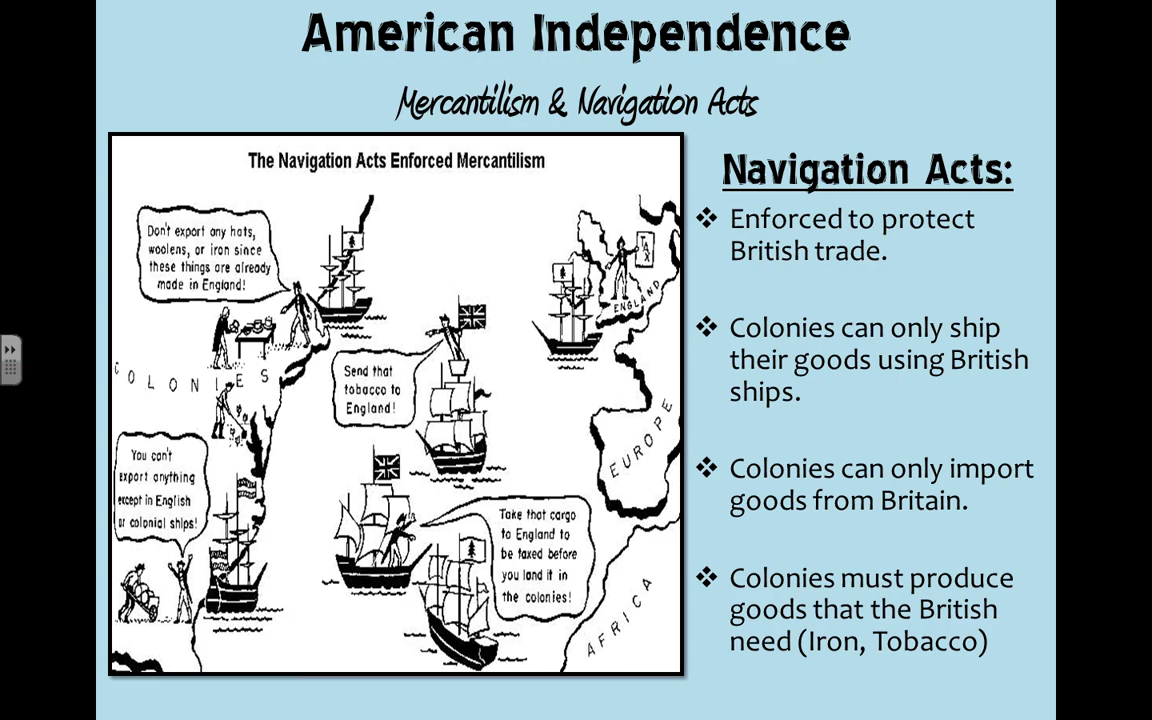 American Independence
Mercantilism & Navigation Acts
The Navigation Acts Enforced Mercantilism
Don't export any hats,
woolens, or iron since
these things are already
made in England!
TAX
ENGLAND
COLONIES
Send that
tobacco to
England!
EUROPE
You can't
export anything
except in English
or colonial ships!
Take that cargo
to England to
be taxed before
you land it in
the colonies!
AFRICA
Navigation Acts:
❖ Enforced to protect
British trade.
❖ Colonies can only ship
their goods using British
ships.
❖ Colonies can only import
goods from Britain.
❖ Colonies must produce
goods that the British
need (Iron, Tobacco)